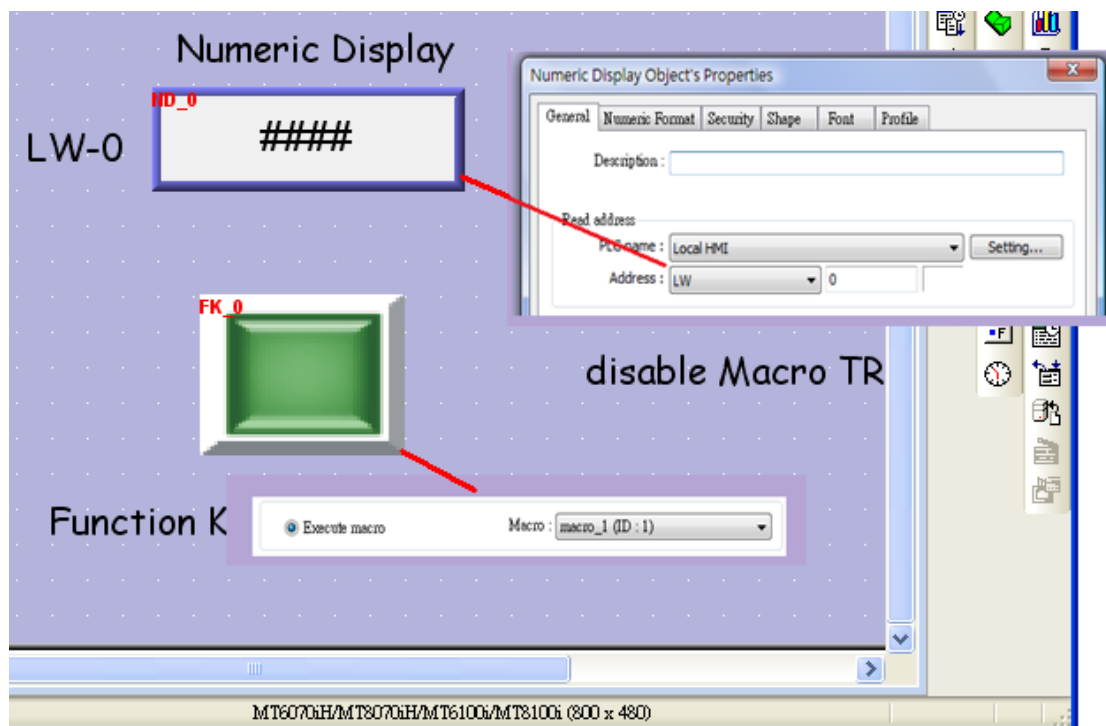 Numeric Display
ND_0
LW-0
####
Numeric Display Object's Properties
General Numeric Format Security Shape Font Profile
Description :
Read address
PLC name : Local HMI Setting...
Address : LW 0
FK_0
disable Macro TR
Function K
Execute macro Macro : macro_1 (ID : 1)
MT6070iH/MT8070iH/MT6100i/MT8100i (800 x 480)